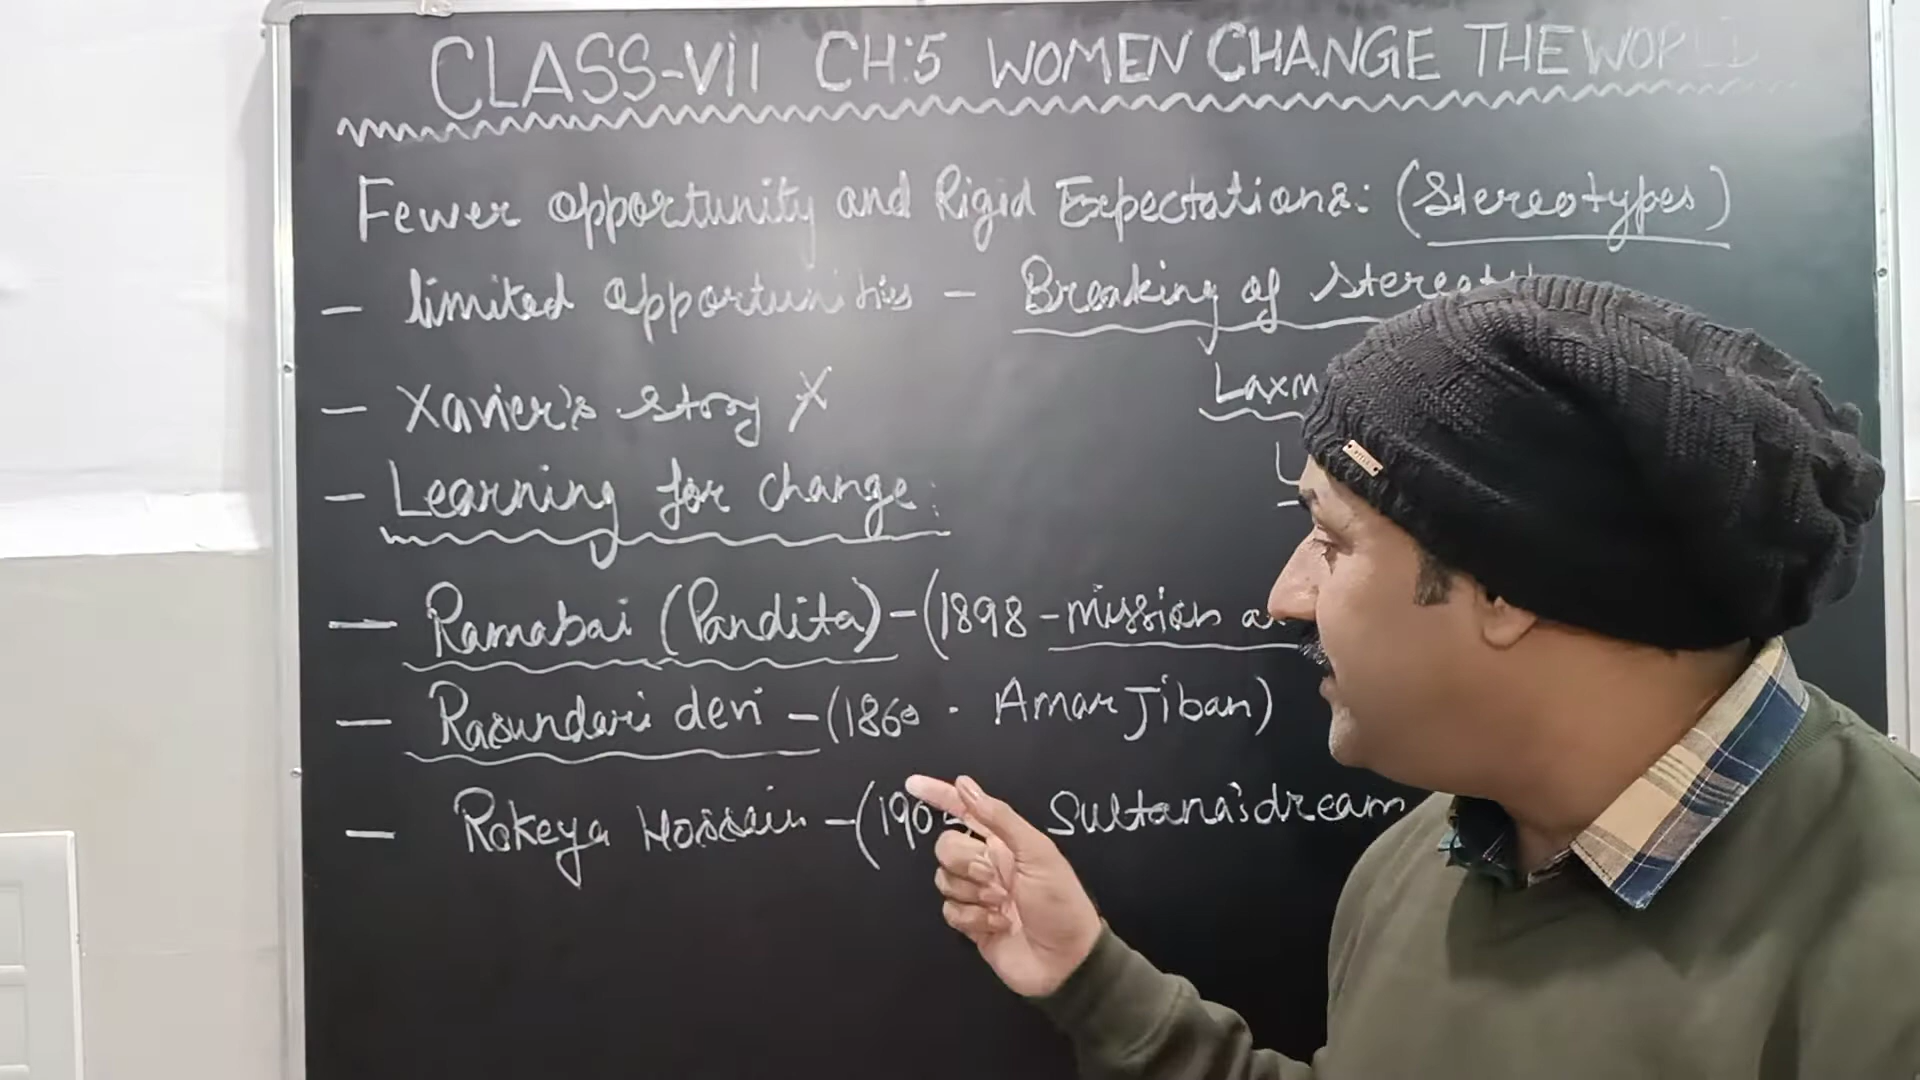 CLASS-VII CH:5 WOMEN CHANGE THE WORLD
Fewer opportunity and Rigid Expectations: (Stereotypes)
- limited opportunities - Breaking of
- Xavier's story X
- Learning for change:
- Ramabai (Pandita) - (1898 - mission
- Rasundari devi - (1860 . Amar Jiban)
- Rokeya Hossain - ( Sultana's dream